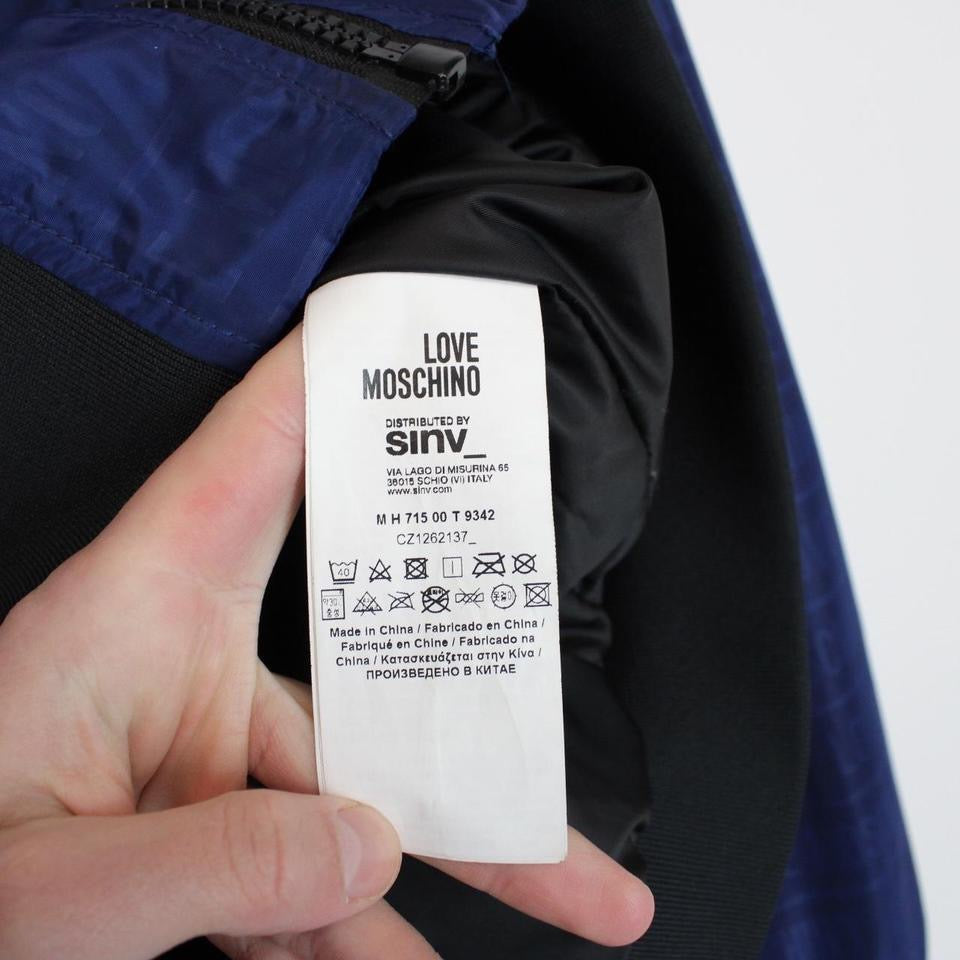 LOVE
MOSCHINO
DISTRIBUTED BY
sinv_
VIA LAGO DI MISURINA 65
36015 SCHIO (VI) ITALY
www.sinv.com
M H 715 00 T 9342
CZ1262137_
40
Made in China / Fabricado en China /
Fabriqué en Chine / Fabricado na
China / Κατασκευάζεται στην Κίνα /
ПРОИЗВЕДЕНО В КИТАЕ